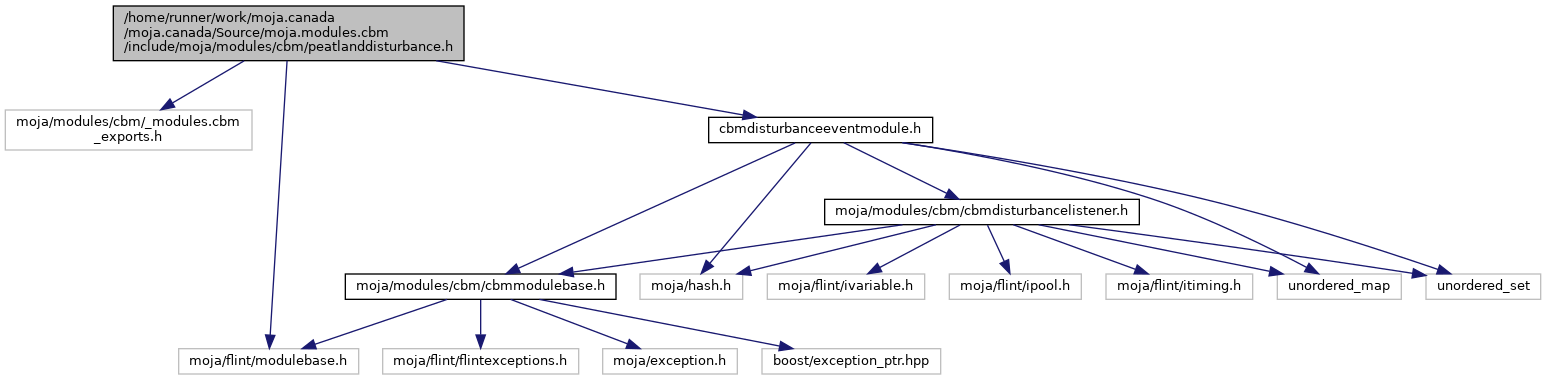 /home/runner/work/moja.canada
/moja.canada/Source/moja.modules.cbm
/include/moja/modules/cbm/peatlanddisturbance.h
moja/modules/cbm/_modules.cbm
_exports.h
cbmdisturbanceeventmodule.h
moja/modules/cbm/cbmdisturbancelistener.h
moja/modules/cbm/cbmmodulebase.h
moja/hash.h
moja/flint/ivariable.h
moja/flint/ipool.h
moja/flint/itiming.h
unordered_map
unordered_set
moja/flint/modulebase.h
moja/flint/flintexceptions.h
moja/exception.h
boost/exception_ptr.hpp